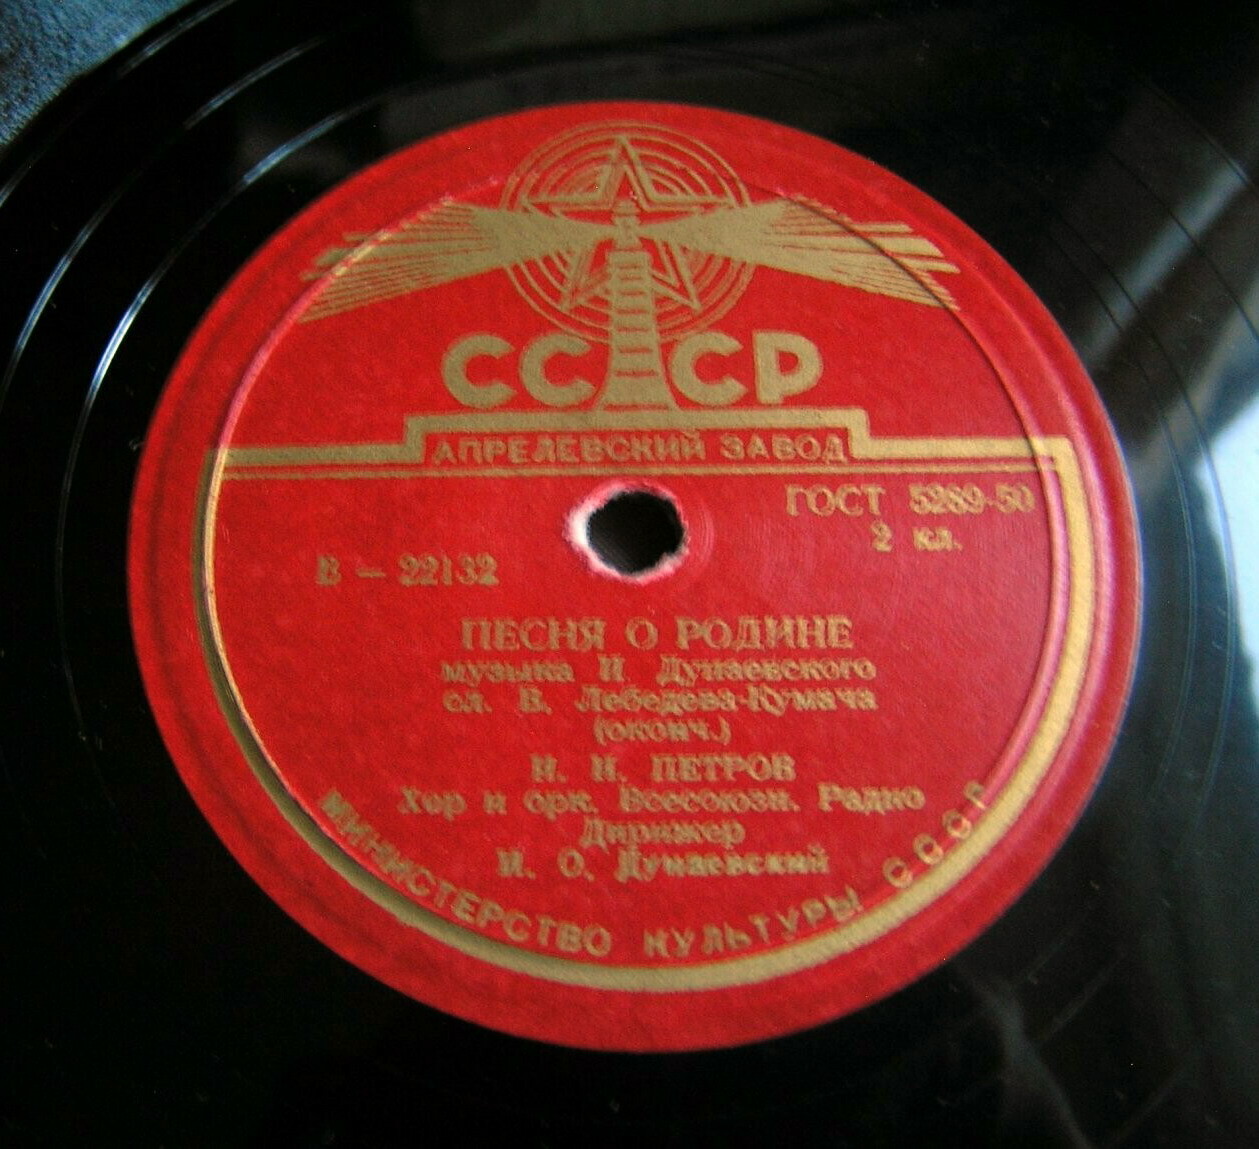 СССР
АПРЕЛЕВСКИЙ ЗАВОД
ГОСТ 5289-50
2 кл.
В — 22132
ПЕСНЯ О РОДИНЕ
музыка И Дунаевского
сл. В. Лебедева-Кумача
(оконч.)
И. И. ПЕТРОВ
Хор и орк. Всесоюзн. Радио
Дирижер
И. О. Дунаевский
МИНИСТЕРСТВО КУЛЬТУРЫ СССР